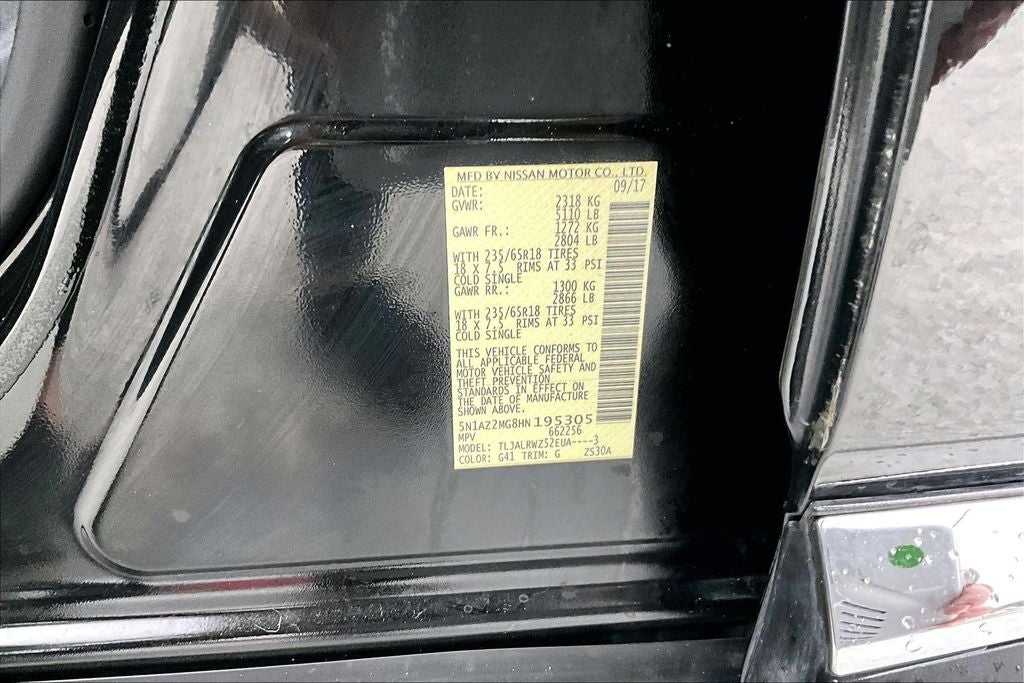 MFD BY NISSAN MOTOR CO., LTD.
DATE: 09/17
GVWR: 2318 KG
5110 LB
GAWR FR.: 1272 KG
2804 LB
WITH 235/65R18 TIRES
18 X 7.5 RIMS AT 33 PSI
COLD SINGLE
GAWR RR.: 1300 KG
2866 LB
WITH 235/65R18 TIRES
18 X 7.5 RIMS AT 33 PSI
COLD SINGLE
THIS VEHICLE CONFORMS TO
ALL APPLICABLE FEDERAL
MOTOR VEHICLE SAFETY AND
THEFT PREVENTION
STANDARDS IN EFFECT ON
THE DATE OF MANUFACTURE
SHOWN ABOVE.
5N1AZ2MG8HN195305
MPV 662256
MODEL: TLJALRWZ52EUA----3
COLOR: G41 TRIM: G ZS30A